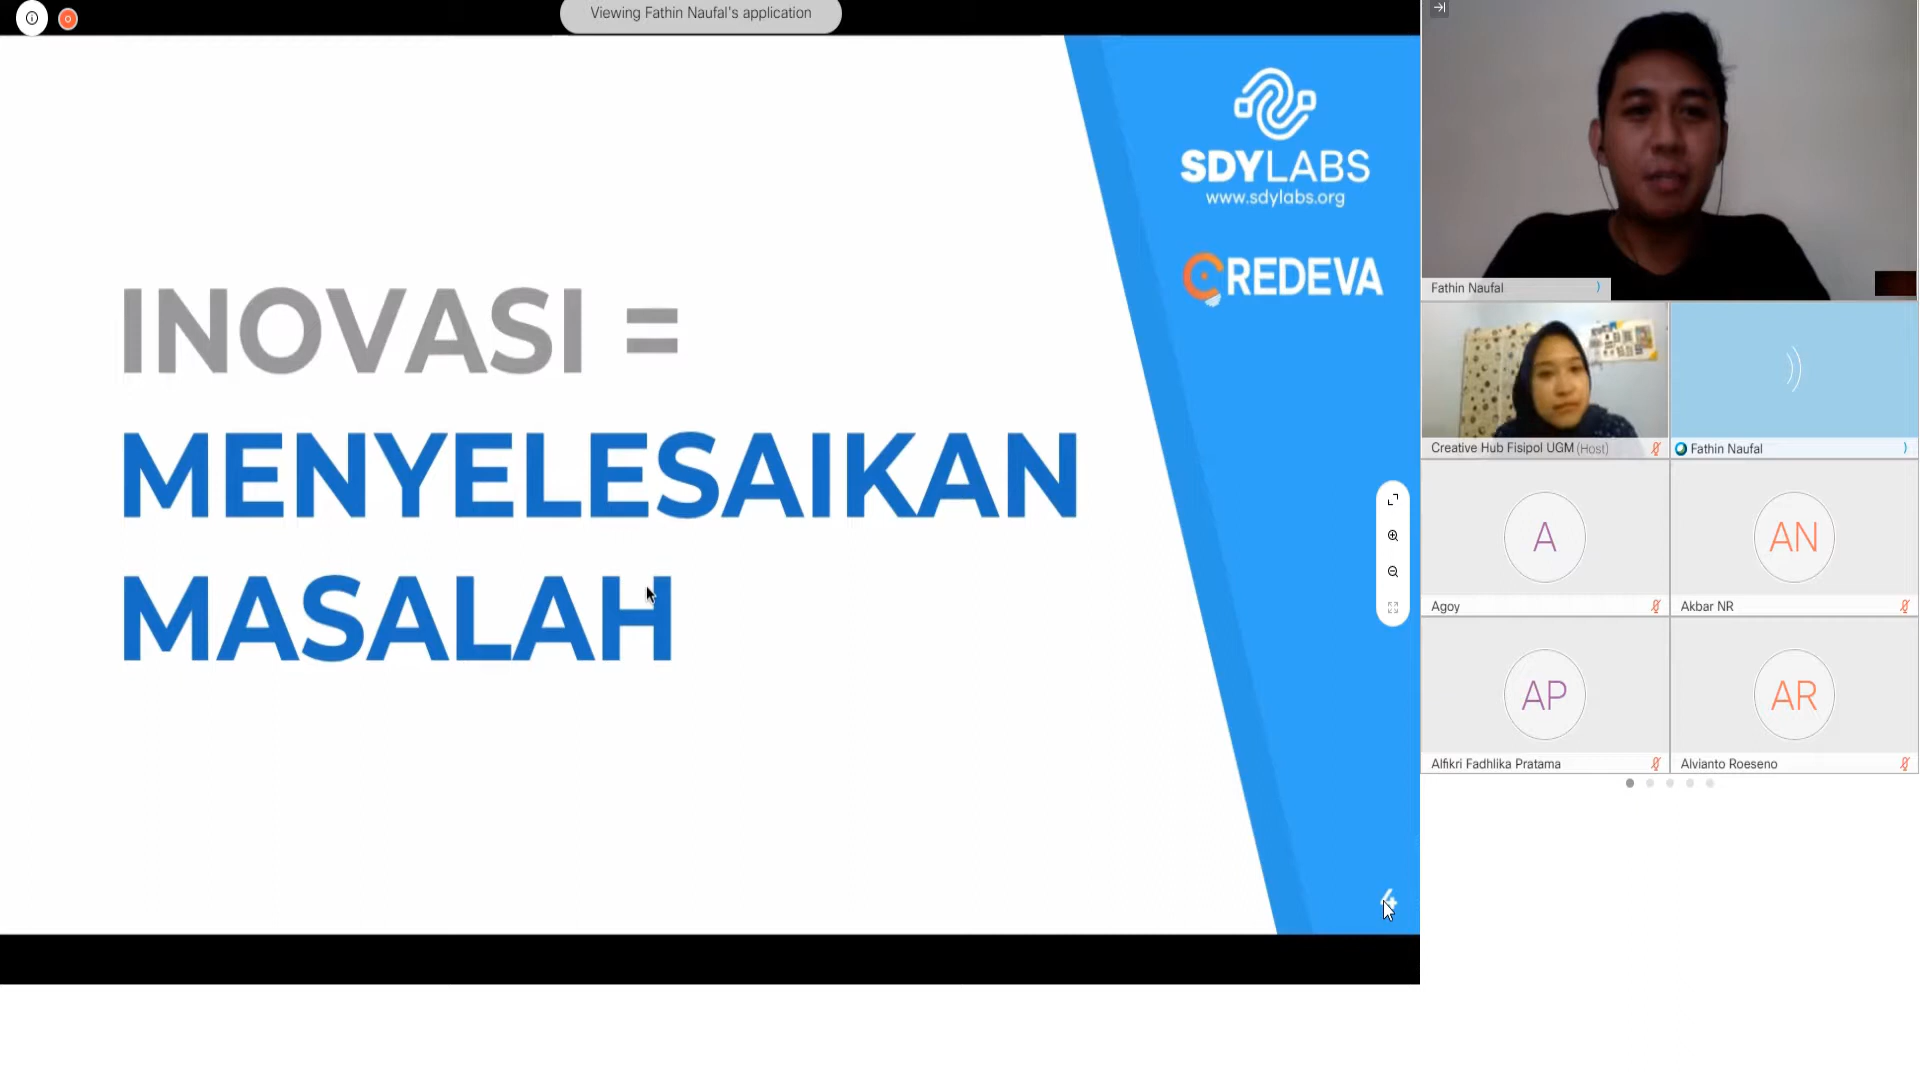 Viewing Fathin Naufal's application
INOVASI =
MENYELESAIKAN
MASALAH
SDYLABS
www.sdylabs.org
CREDEVA
Fathin Naufal
Creative Hub Fisipol UGM (Host)
Fathin Naufal
A
Agoy
AN
Akbar NR
AP
Alfikri Fadhlika Pratama
AR
Alvianto Roeseno